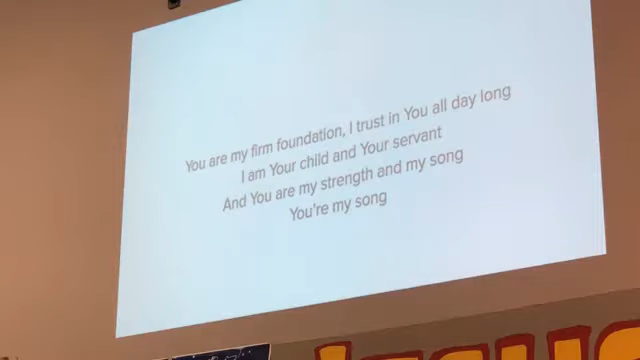 You are my firm foundation, I trust in You all day long
I am Your child and Your servant
And You are my strength and my song
You're my song
JESUS